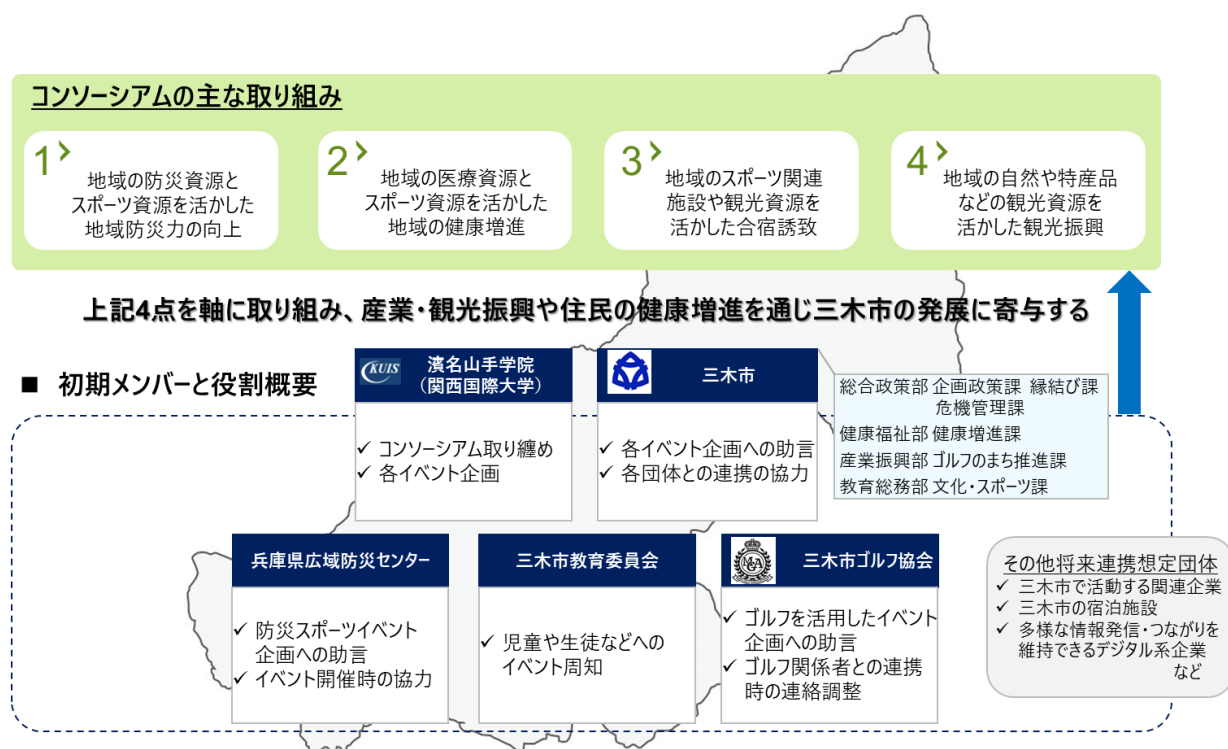 コンソーシアムの主な取り組み
1
地域の防災資源と
スポーツ資源を活かした
地域防災力の向上
2
地域の医療資源と
スポーツ資源を活かした
地域の健康増進
3
地域のスポーツ関連
施設や観光資源を
活かした合宿誘致
4
地域の自然や特産品
などの観光資源を
活かした観光振興
上記4点を軸に取り組み、産業・観光振興や住民の健康増進を通じ三木市の発展に寄与する
■ 初期メンバーと役割概要
KUIS
濱名山手学院
(関西国際大学)
✓ コンソーシアム取り纏め
✓ 各イベント企画
三木市
✓ 各イベント企画への助言
✓ 各団体との連携の協力
総合政策部 企画政策課 縁結び課
危機管理課
健康福祉部 健康増進課
産業振興部 ゴルフのまち推進課
教育総務部 文化・スポーツ課
兵庫県広域防災センター
✓ 防災スポーツイベント
企画への助言
✓ イベント開催時の協力
三木市教育委員会
✓ 児童や生徒などへの
イベント周知
MGA
三木市ゴルフ協会
✓ ゴルフを活用したイベント
企画への助言
✓ ゴルフ関係者との連携
時の連絡調整
その他将来連携想定団体
✓ 三木市で活動する関連企業
✓ 三木市の宿泊施設
✓ 多様な情報発信・つながりを
維持できるデジタル系企業
など